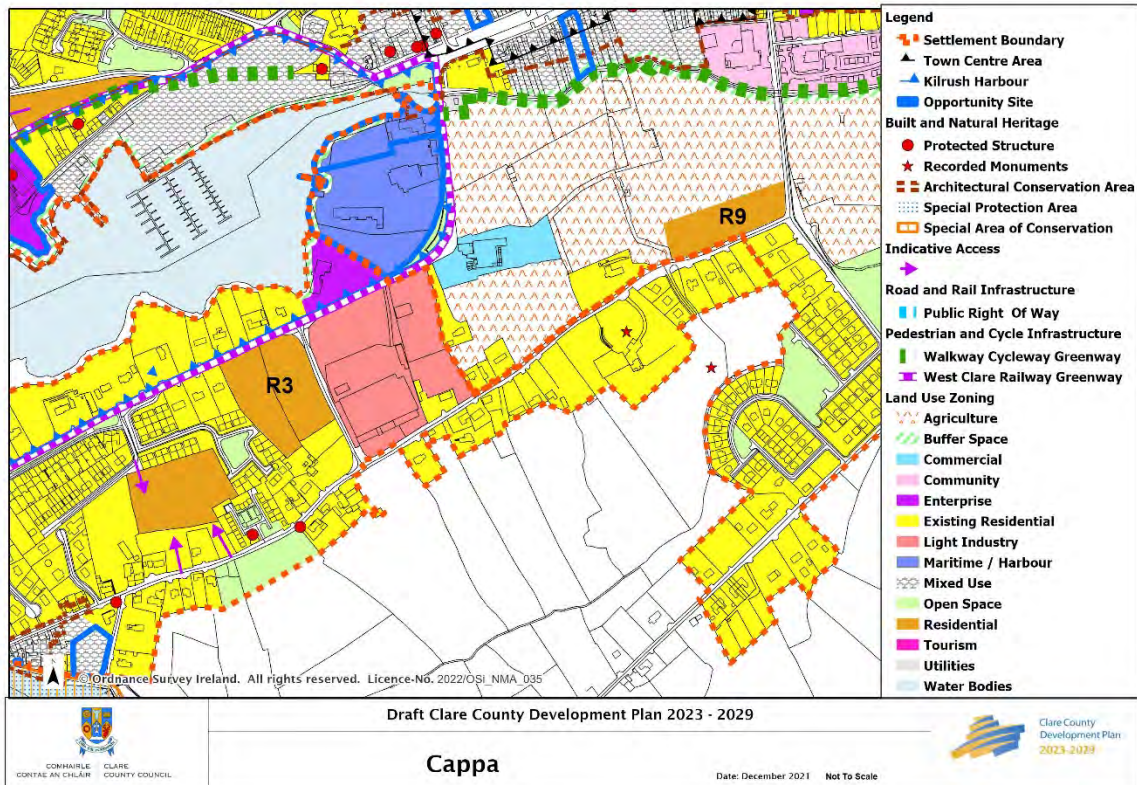 R9
R3
© Ordnance Survey Ireland. All rights reserved. Licence-No. 2022/OSi_NMA_035
Legend
Settlement Boundary
Town Centre Area
Kilrush Harbour
Opportunity Site
Built and Natural Heritage
Protected Structure
Recorded Monuments
Architectural Conservation Area
Special Protection Area
Special Area of Conservation
Indicative Access
Road and Rail Infrastructure
Public Right Of Way
Pedestrian and Cycle Infrastructure
Walkway Cycleway Greenway
West Clare Railway Greenway
Land Use Zoning
Agriculture
Buffer Space
Commercial
Community
Enterprise
Existing Residential
Light Industry
Maritime / Harbour
Mixed Use
Open Space
Residential
Tourism
Utilities
Water Bodies
COMHAIRLE CLARE
CONTAE AN CHLÁIR COUNTY COUNCIL
Draft Clare County Development Plan 2023 - 2029
Cappa
Date: December 2021 Not To Scale
Clare County
Development Plan
2023-2029